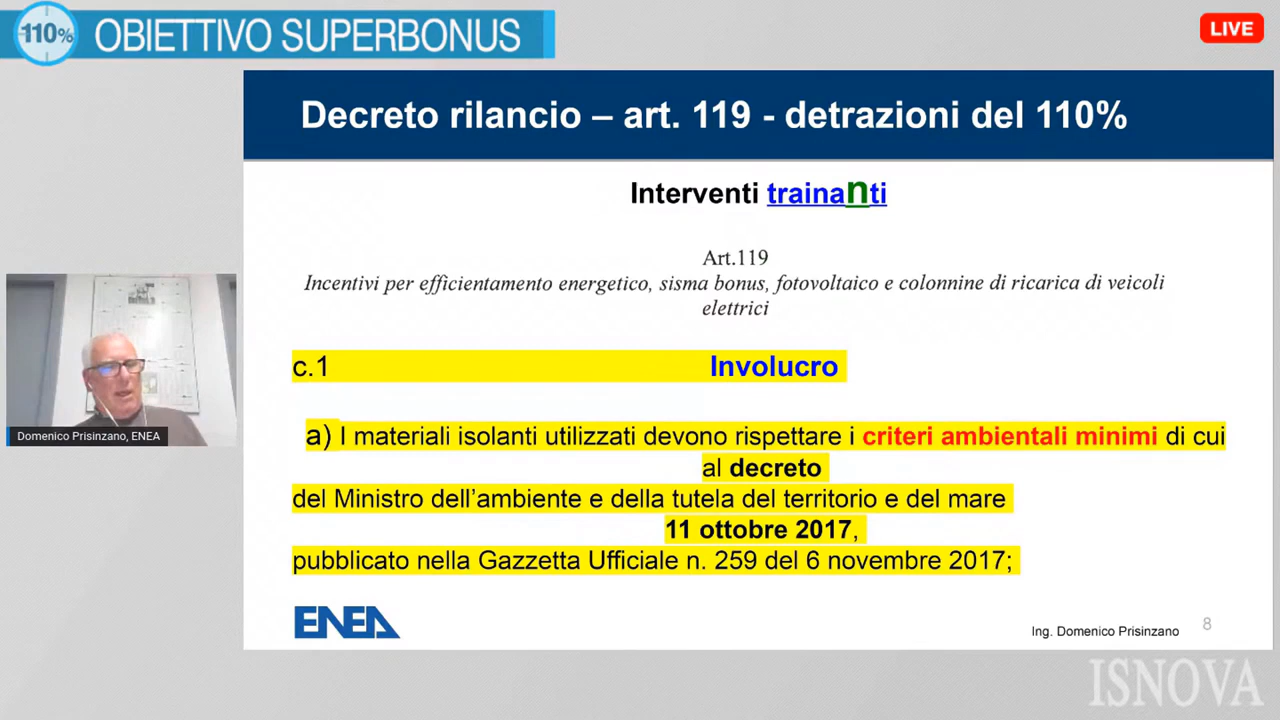 110%
OBIETTIVO SUPERBONUS
LIVE
Decreto rilancio – art. 119 - detrazioni del 110%
Interventi trainanti
Art.119
Incentivi per efficientamento energetico, sisma bonus, fotovoltaico e colonnine di ricarica di veicoli
elettrici
c.1 Involucro
a) I materiali isolanti utilizzati devono rispettare i criteri ambientali minimi di cui
al decreto
del Ministro dell’ambiente e della tutela del territorio e del mare
11 ottobre 2017,
pubblicato nella Gazzetta Ufficiale n. 259 del 6 novembre 2017;
Domenico Prisinzano, ENEA
ENEA
Ing. Domenico Prisinzano
8
ISNOVA